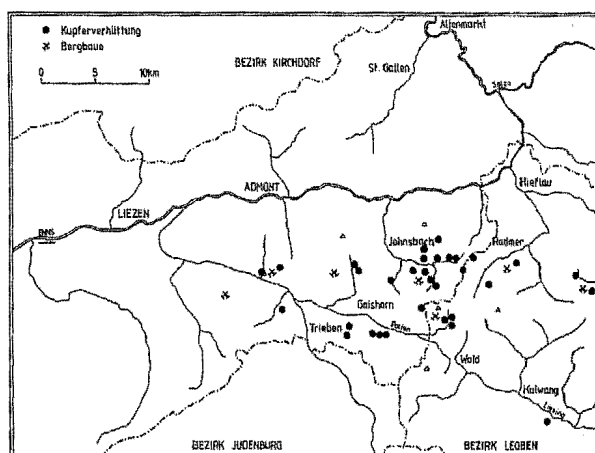 Kupferverhüttung
Bergbaue
0 5 10km
Altenmarkt
BEZIRK KIRCHDORF
St. Gallen
Salza
ADMONT
Hieflau
LIEZEN
ENNS
Johnsbach
Radmer
Gaishorn
Trieben
Palten
Wald
Kalwang
Liesing
BEZIRK JUDENBURG
BEZIRK LEOBEN